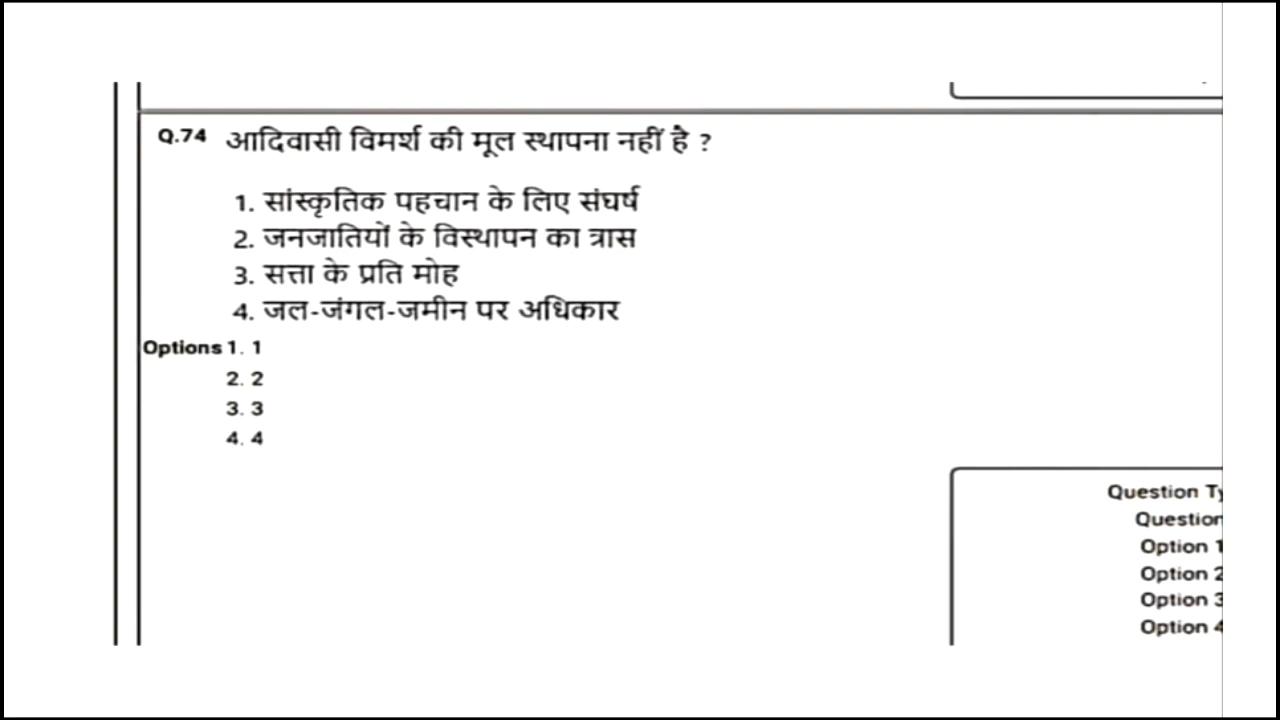 Q.74 आदिवासी विमर्श की मूल स्थापना नहीं है ?
1. सांस्कृतिक पहचान के लिए संघर्ष
2. जनजातियों के विस्थापन का त्रास
3. सत्ता के प्रति मोह
4. जल-जंगल-जमीन पर अधिकार
Options 1. 1
2. 2
3. 3
4. 4
Question
Option 1
Option 2
Option 3
Option 4